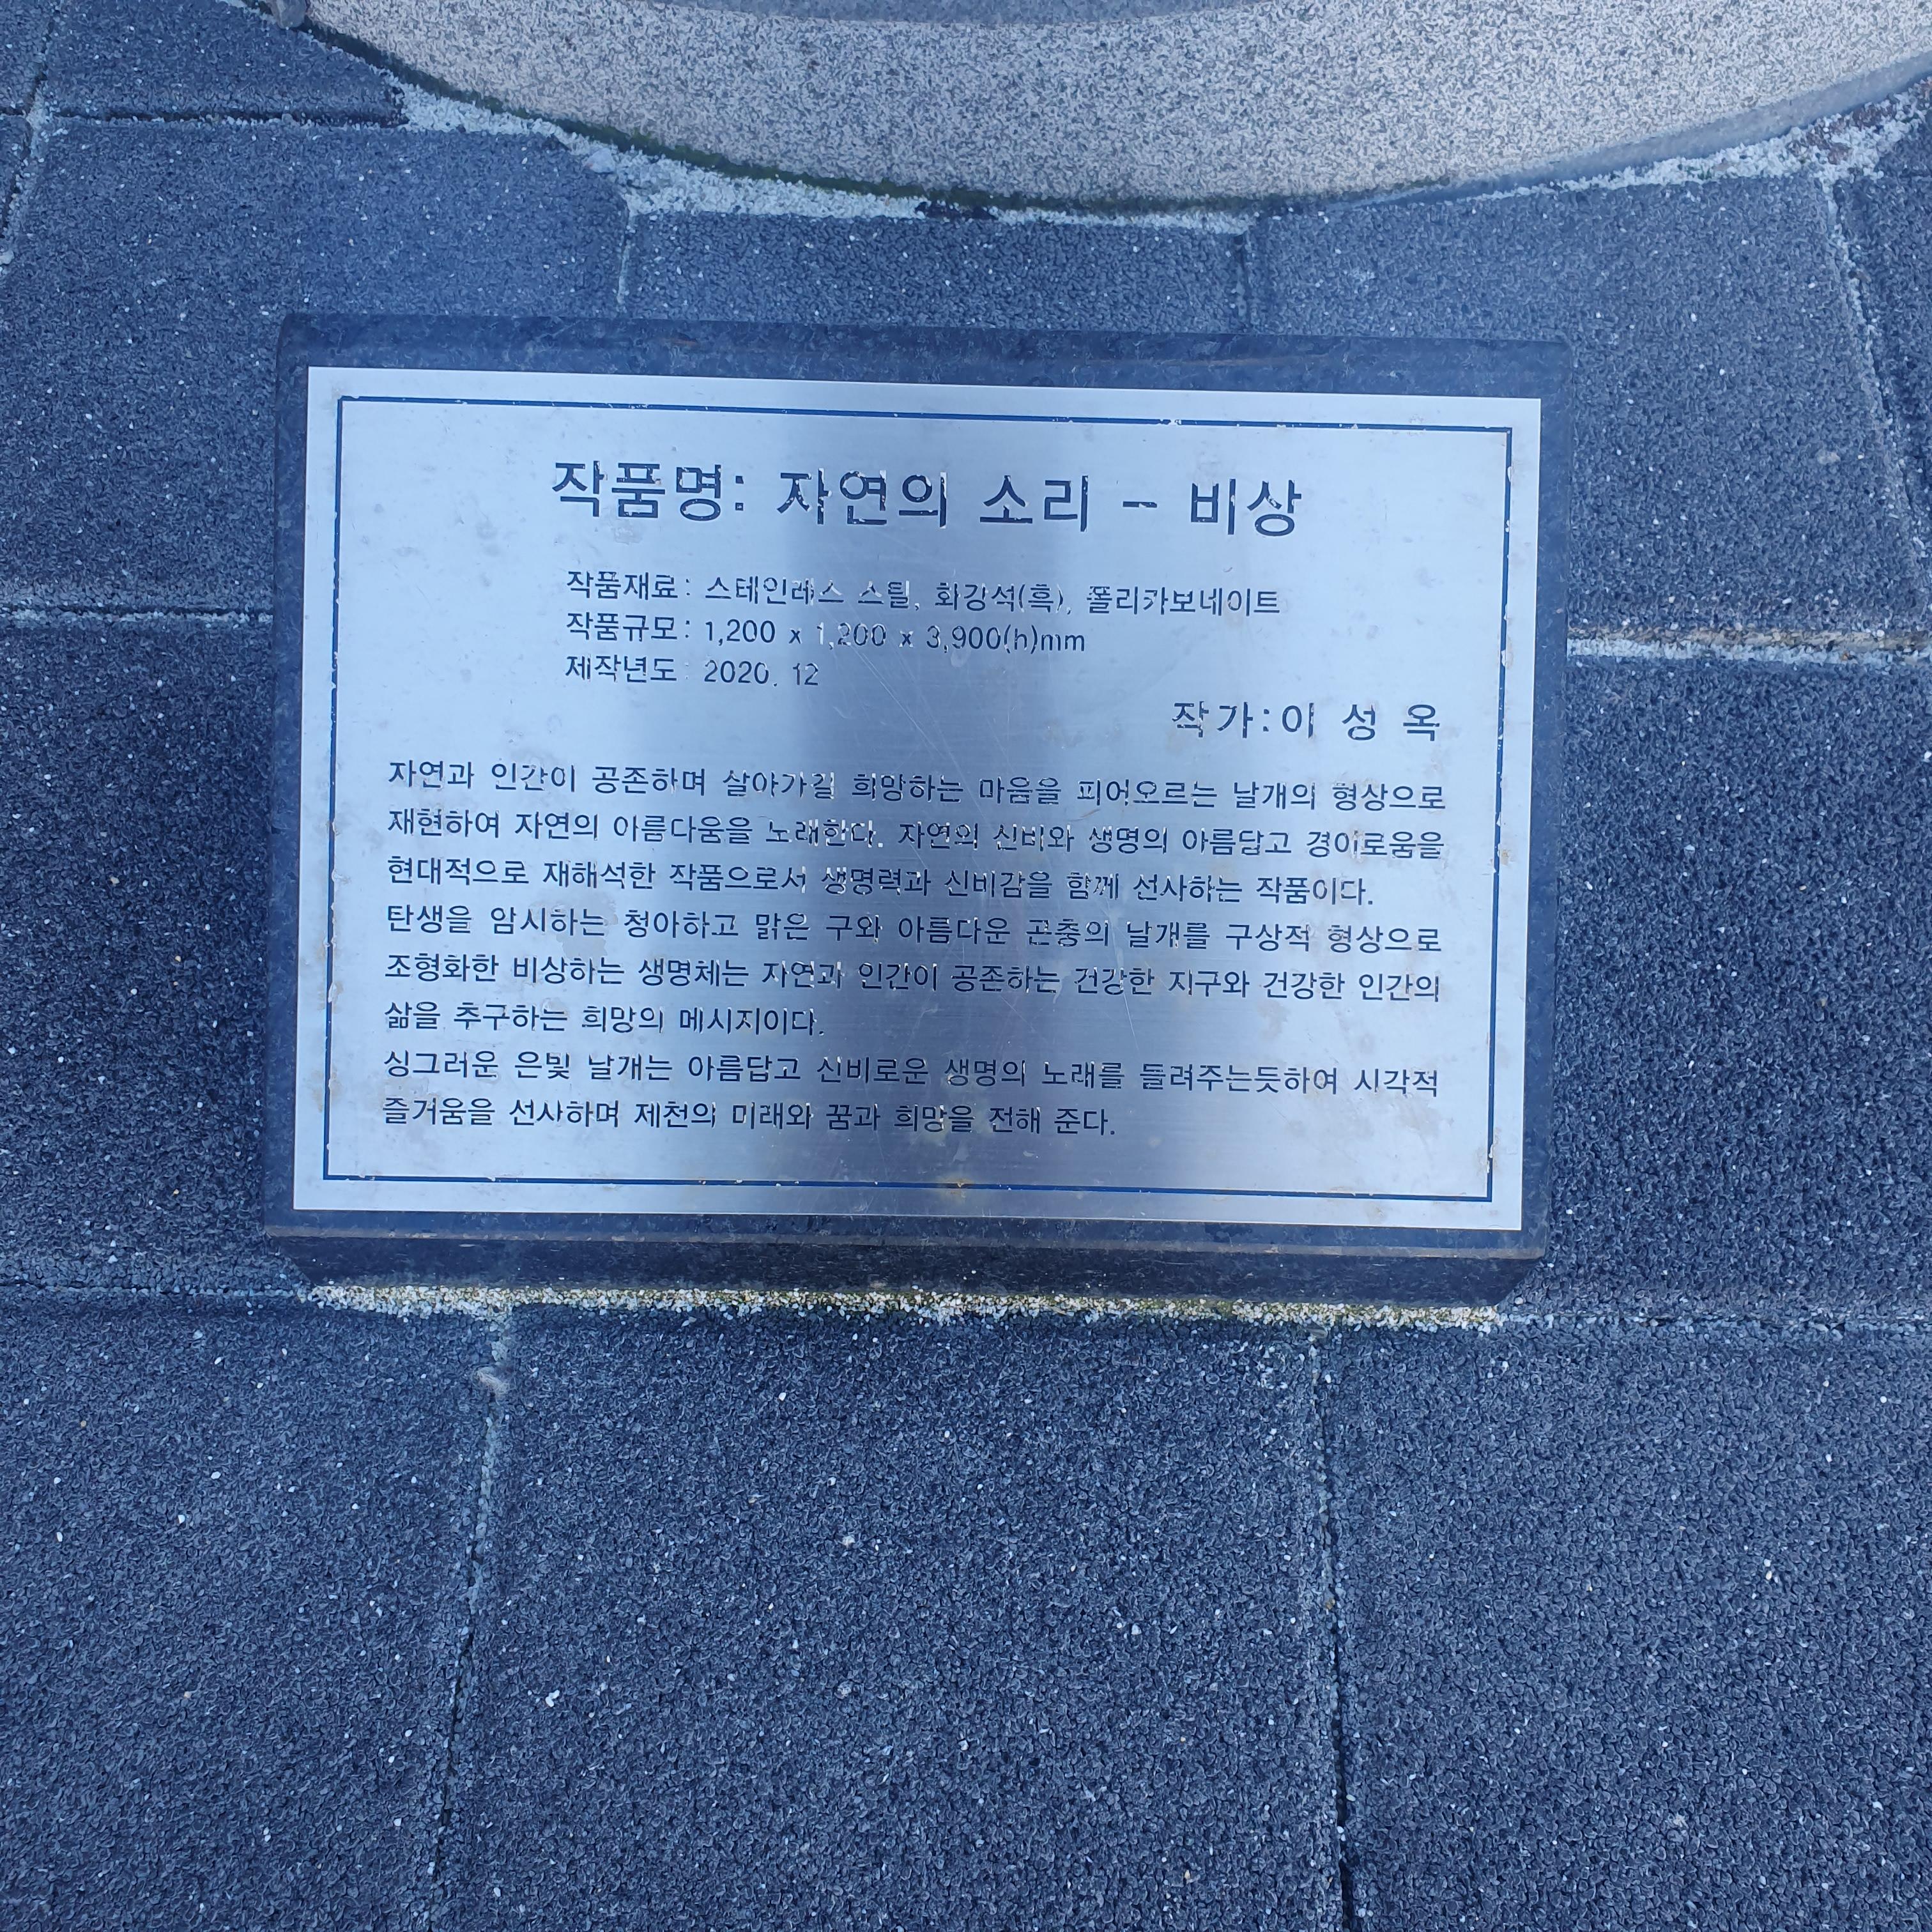 작품명: 자연의 소리 - 비상
작품재료: 스테인레스 스틸, 화강석(흑), 폴리카보네이트
작품규모: 1,200 x 1,200 x 3,900(h)mm
제작년도: 2020. 12
작가:이 성 옥
자연과 인간이 공존하며 살아가길 희망하는 마음을 피어오르는 날개의 형상으로
재현하여 자연의 아름다움을 노래한다. 자연의 신비와 생명의 아름답고 경이로움을
현대적으로 재해석한 작품으로서 생명력과 신비감을 함께 선사하는 작품이다.
탄생을 암시하는 청아하고 맑은 구와 아름다운 곤충의 날개를 구상적 형상으로
조형화한 비상하는 생명체는 자연과 인간이 공존하는 건강한 지구와 건강한 인간의
삶을 추구하는 희망의 메시지이다.
싱그러운 은빛 날개는 아름답고 신비로운 생명의 노래를 들려주는듯하여 시각적
즐거움을 선사하며 제천의 미래와 꿈과 희망을 전해 준다.